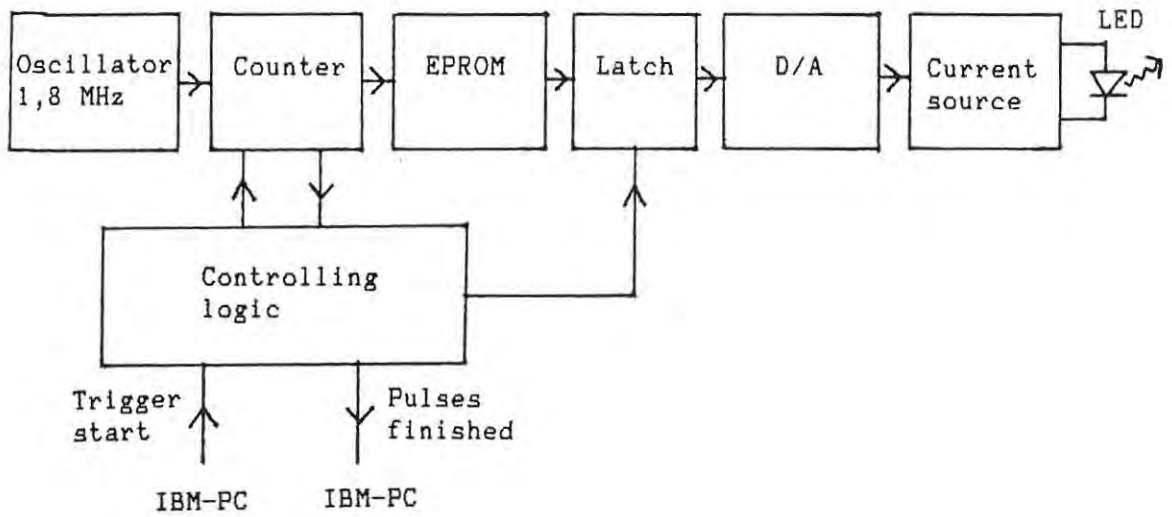 LED
Oscillator
1,8 MHz
Counter
EPROM
Latch
D/A
Current
source
Controlling
logic
Trigger
start
Pulses
finished
IBM-PC
IBM-PC